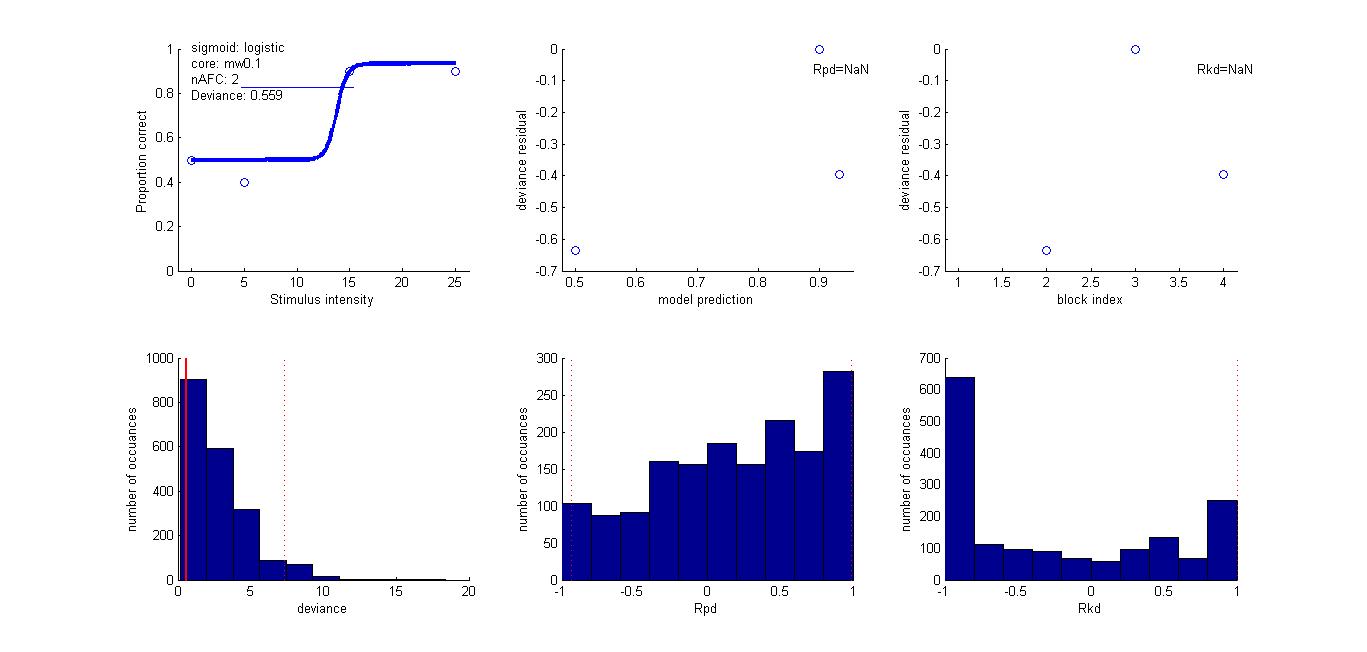 sigmoid: logistic
core: mw0.1
nAFC: 2
Deviance: 0.559
1
0.8
0.6
0.4
0.2
0
Proportion correct
0 5 10 15 20 25
Stimulus intensity
Rpd=NaN
0
-0.1
-0.2
-0.3
-0.4
-0.5
-0.6
-0.7
deviance residual
0.5 0.6 0.7 0.8 0.9
model prediction
Rkd=NaN
0
-0.1
-0.2
-0.3
-0.4
-0.5
-0.6
-0.7
deviance residual
1 1.5 2 2.5 3 3.5 4
block index
1000
800
600
400
200
0
number of occuances
0 5 10 15 20
deviance
300
250
200
150
100
50
0
number of occuances
-1 -0.5 0 0.5 1
Rpd
700
600
500
400
300
200
100
0
number of occuances
-1 -0.5 0 0.5 1
Rkd